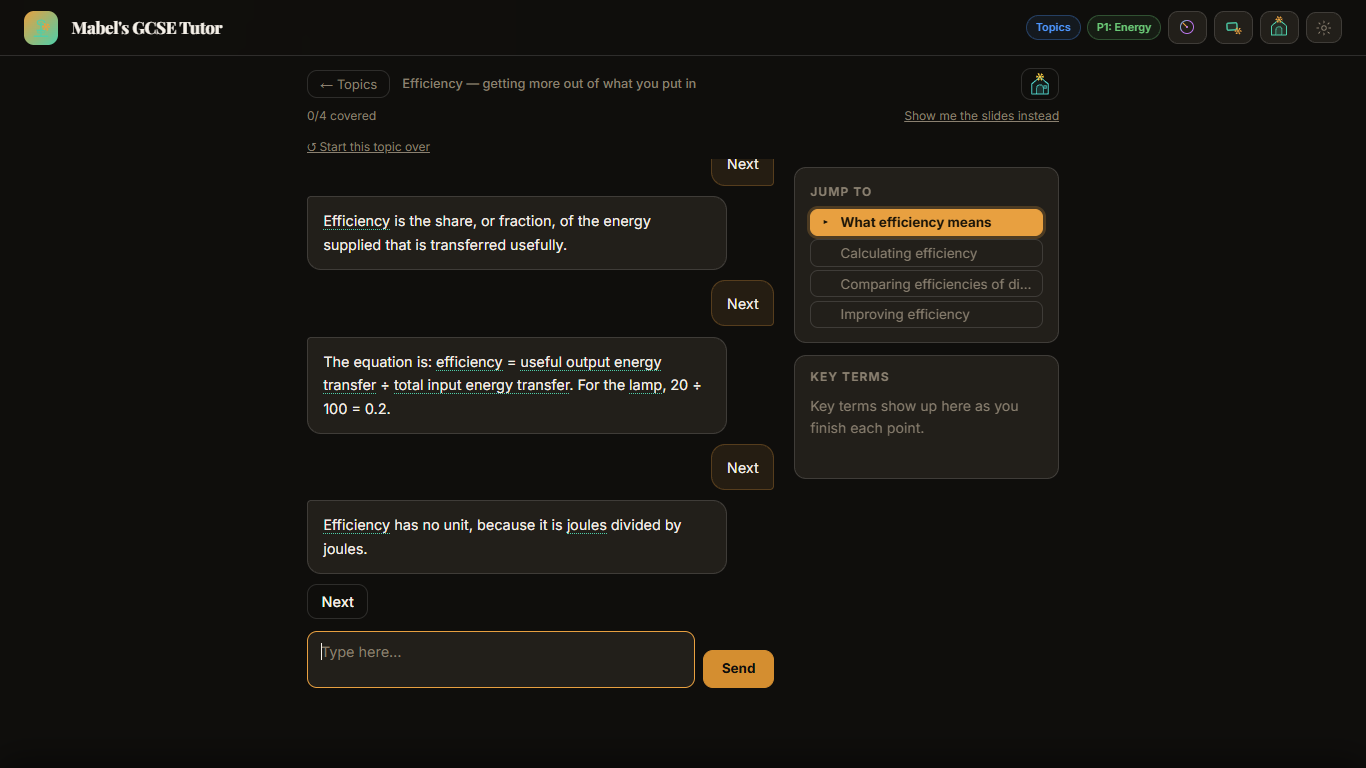 Mabel's GCSE Tutor
Topics
P1: Energy
← Topics
Efficiency — getting more out of what you put in
0/4 covered
Show me the slides instead
↺ Start this topic over
Next
Efficiency is the share, or fraction, of the energy
supplied that is transferred usefully.
Next
The equation is: efficiency = useful output energy
transfer ÷ total input energy transfer. For the lamp, 20 ÷
100 = 0.2.
Next
Efficiency has no unit, because it is joules divided by
joules.
Next
Type here...
Send
JUMP TO
What efficiency means
Calculating efficiency
Comparing efficiencies of di...
Improving efficiency
KEY TERMS
Key terms show up here as you
finish each point.